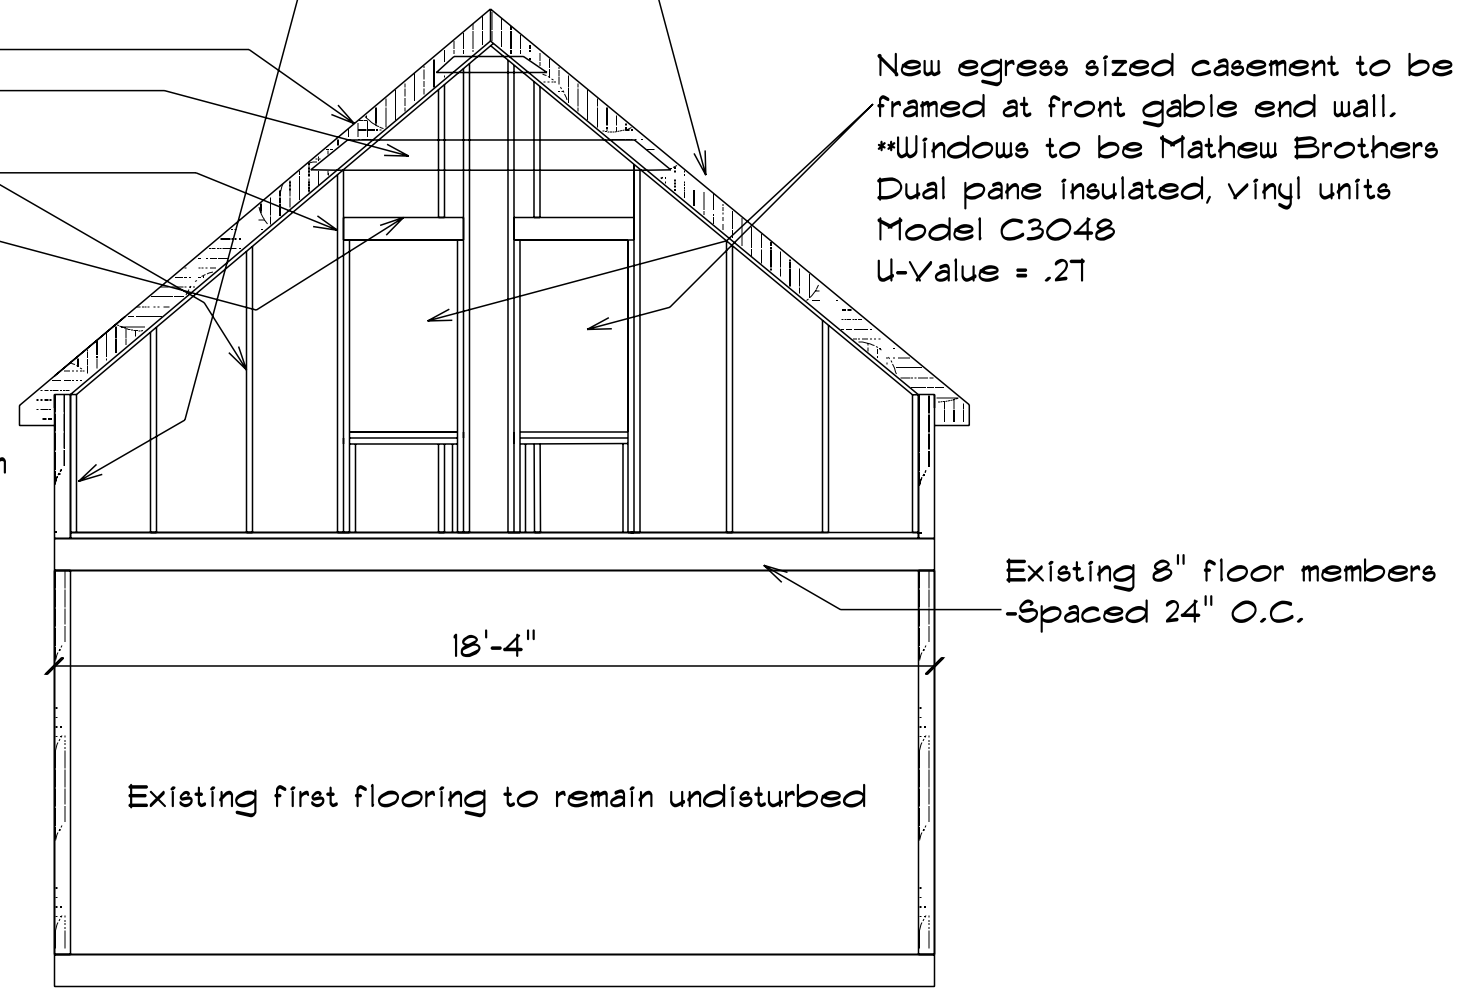 New egress sized casement to be
framed at front gable end wall.
**Windows to be Mathew Brothers
Dual pane insulated, vinyl units
Model C3048
U-Value = .27
Existing 8" floor members
-Spaced 24" O.C.
18'-4"
Existing first flooring to remain undisturbed